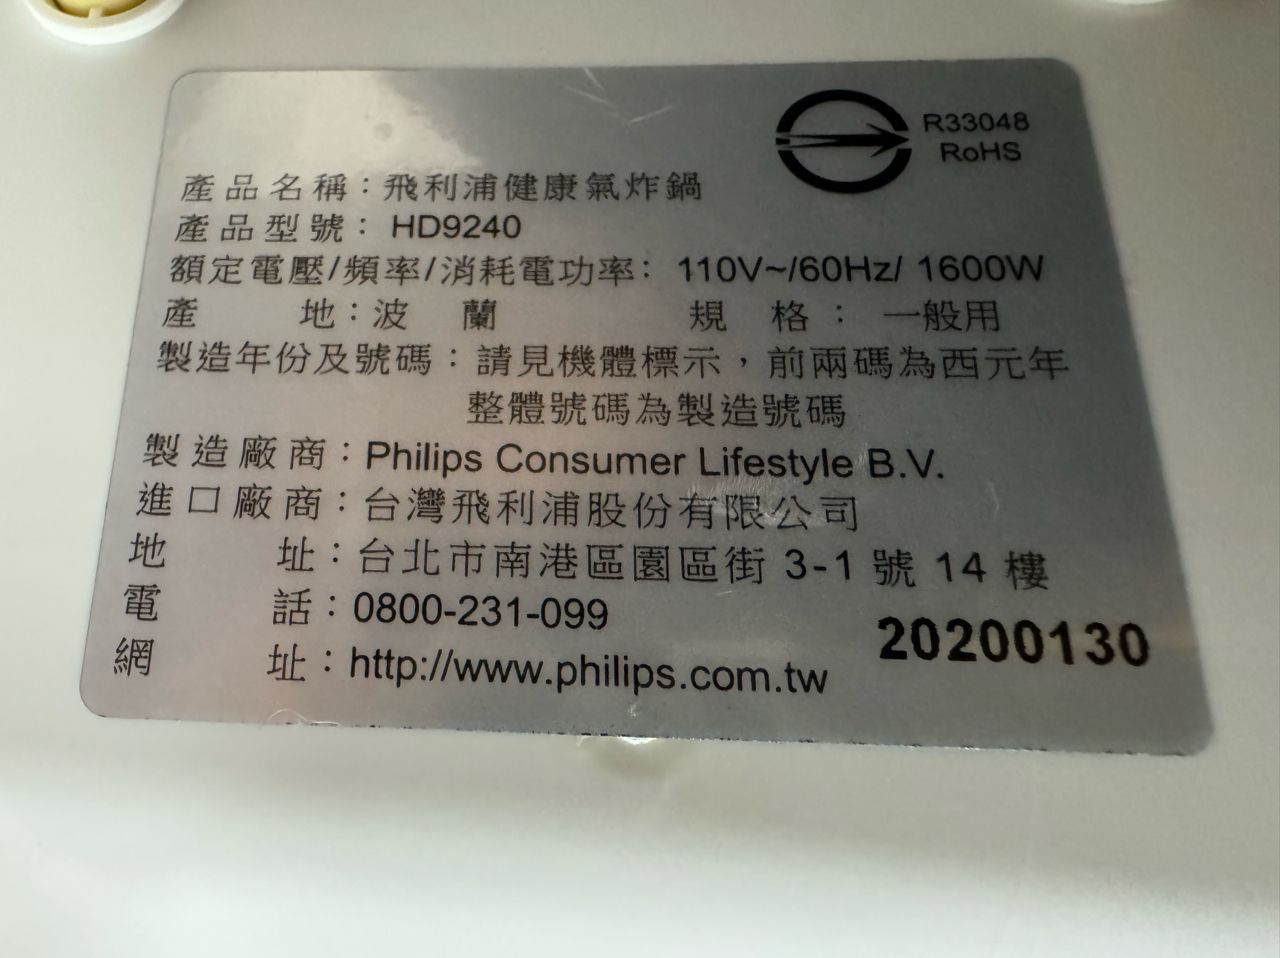 R33048
RoHS
產品名稱：飛利浦健康氣炸鍋
產品型號： HD9240
額定電壓/頻率/消耗電功率： 110V~/60Hz/ 1600W
產 地：波 蘭 規 格： 一般用
製造年份及號碼：請見機體標示，前兩碼為西元年
整體號碼為製造號碼
製造廠商：Philips Consumer Lifestyle B.V.
進口廠商：台灣飛利浦股份有限公司
地 址：台北市南港區園區街 3-1 號 14 樓
電 話：0800-231-099
20200130
網 址：http://www.philips.com.tw